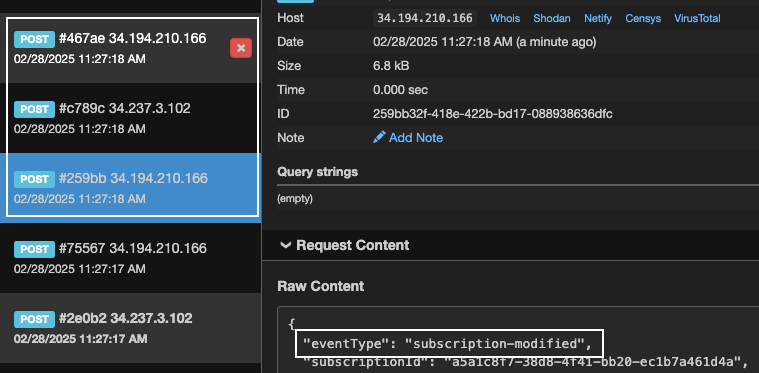 POST #467ae 34.194.210.166
02/28/2025 11:27:18 AM
POST #c789c 34.237.3.102
02/28/2025 11:27:18 AM
POST #259bb 34.194.210.166
02/28/2025 11:27:18 AM
POST #75567 34.194.210.166
02/28/2025 11:27:17 AM
POST #2e0b2 34.237.3.102
02/28/2025 11:27:17 AM
Host 34.194.210.166 Whois Shodan Netify Censys VirusTotal
Date 02/28/2025 11:27:18 AM (a minute ago)
Size 6.8 kB
Time 0.000 sec
ID 259bb32f-418e-422b-bd17-088938636dfc
Note Add Note
Query strings
(empty)
Request Content
Raw Content
{
"eventType": "subscription-modified",
"subscriptionId": "a5a1c8f7-38d8-4f41-bb20-ec1b7a461d4a",